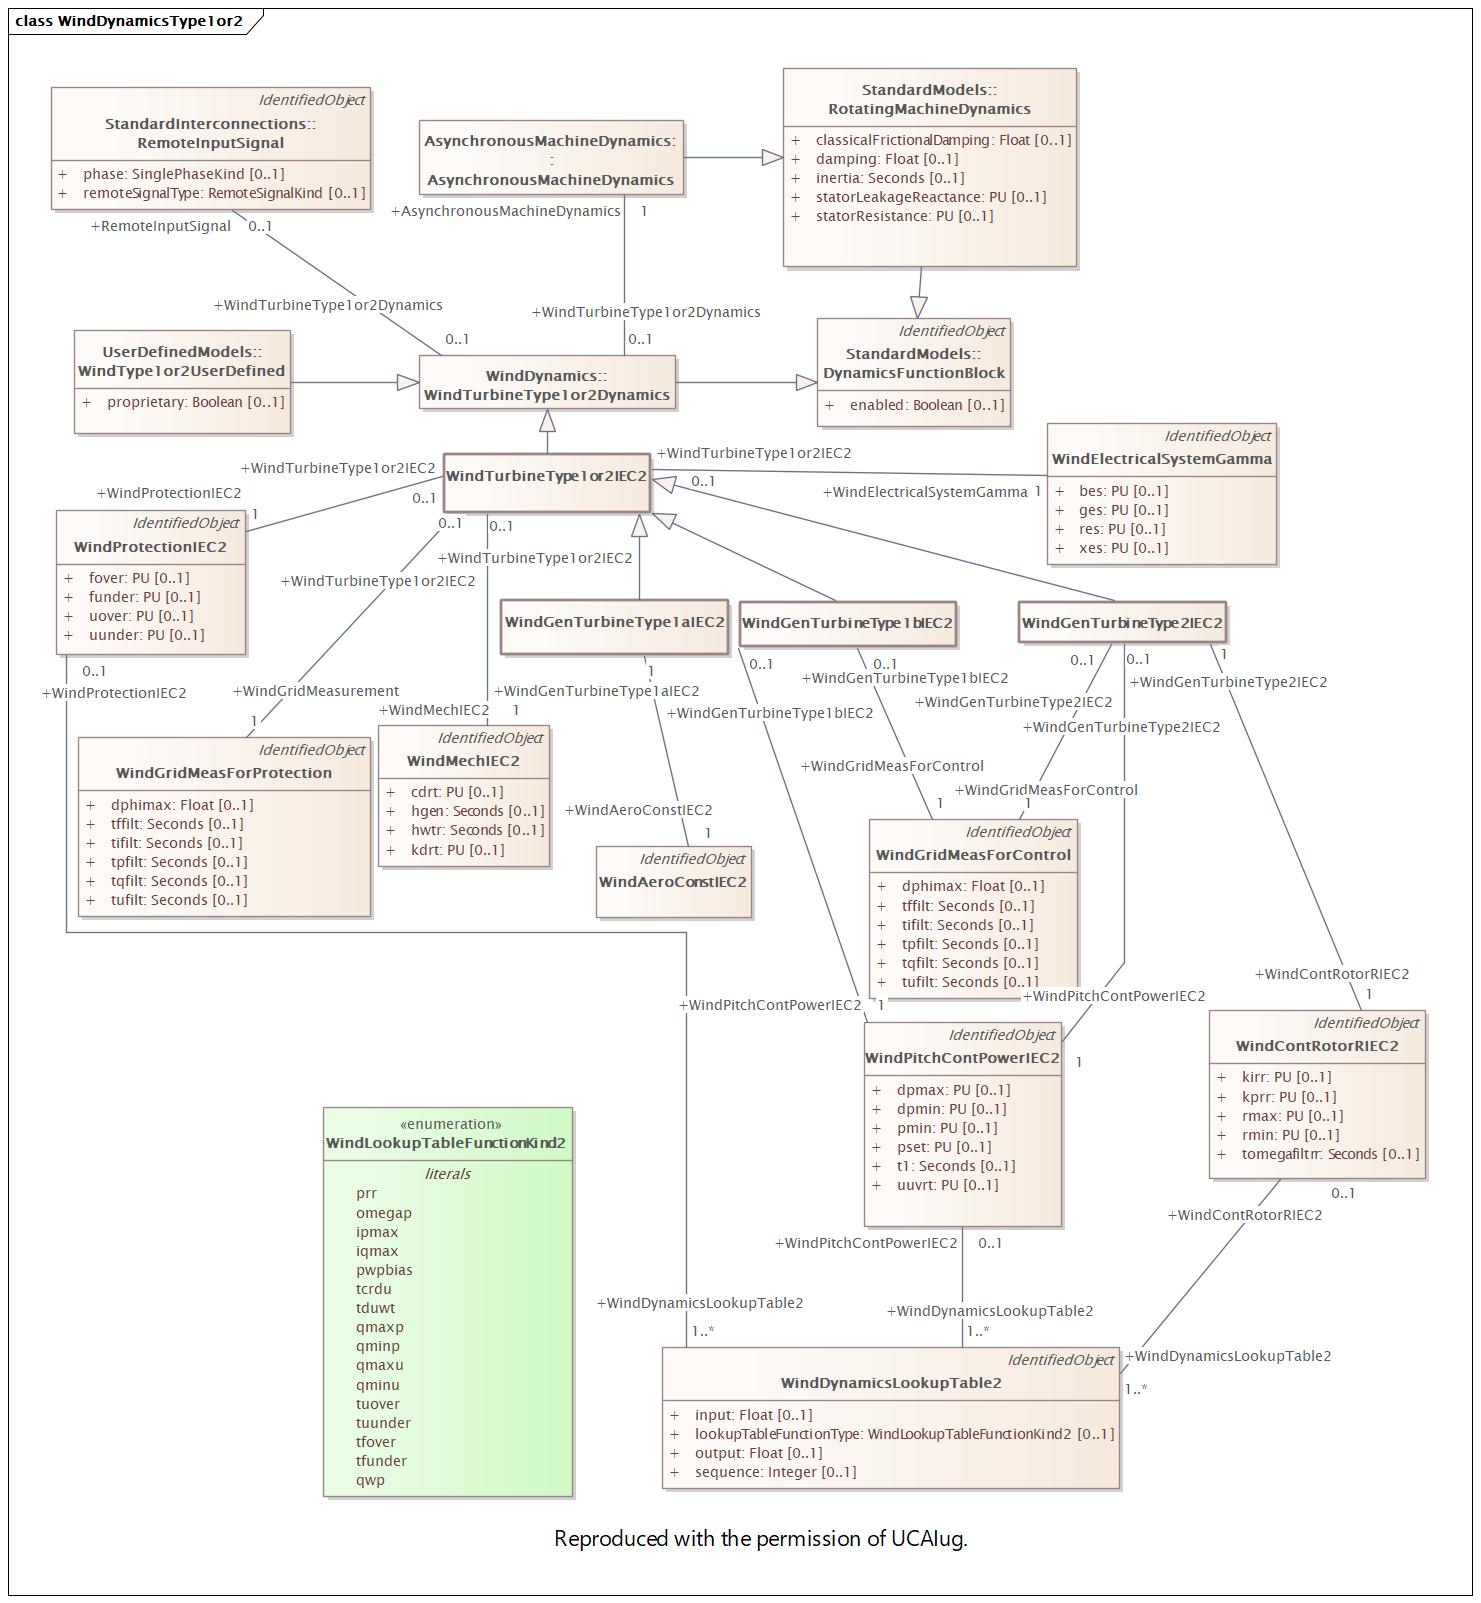 class WindDynamicsType1or2
IdentifiedObject
StandardInterconnections::
RemoteInputSignal
+ phase: SinglePhaseKind [0..1]
+ remoteSignalType: RemoteSignalKind [0..1]
AsynchronousMachineDynamics:
:
AsynchronousMachineDynamics
StandardModels::
RotatingMachineDynamics
+ classicalFrictionalDamping: Float [0..1]
+ damping: Float [0..1]
+ inertia: Seconds [0..1]
+ statorLeakageReactance: PU [0..1]
+ statorResistance: PU [0..1]
+RemoteInputSignal 0..1
+AsynchronousMachineDynamics 1
+WindTurbineType1or2Dynamics
0..1
+WindTurbineType1or2Dynamics
0..1
UserDefinedModels::
WindType1or2UserDefined
+ proprietary: Boolean [0..1]
WindDynamics::
WindTurbineType1or2Dynamics
IdentifiedObject
StandardModels::
DynamicsFunctionBlock
+ enabled: Boolean [0..1]
WindTurbineType1or2IEC2
+WindTurbineType1or2IEC2
0..1
+WindElectricalSystemGamma 1
IdentifiedObject
WindElectricalSystemGamma
+ bes: PU [0..1]
+ ges: PU [0..1]
+ res: PU [0..1]
+ xes: PU [0..1]
+WindTurbineType1or2IEC2
0..1
+WindProtectionIEC2
1
IdentifiedObject
WindProtectionIEC2
+ fover: PU [0..1]
+ funder: PU [0..1]
+ uover: PU [0..1]
+ uunder: PU [0..1]
0..1
+WindTurbineType1or2IEC2
0..1
+WindTurbineType1or2IEC2
WindGenTurbineType1aIEC2
WindGenTurbineType1bIEC2
WindGenTurbineType2IEC2
0..1
+WindProtectionIEC2
+WindGridMeasurement
1
+WindMechIEC2 1
1
+WindGenTurbineType1aIEC2
0..1
+WindGenTurbineType1bIEC2
0..1
+WindGenTurbineType1bIEC2
0..1
+WindGenTurbineType2IEC2
0..1
+WindGenTurbineType2IEC2
1
+WindGenTurbineType2IEC2
IdentifiedObject
WindGridMeasForProtection
+ dphimax: Float [0..1]
+ tffilt: Seconds [0..1]
+ tifilt: Seconds [0..1]
+ tpfilt: Seconds [0..1]
+ tqfilt: Seconds [0..1]
+ tufilt: Seconds [0..1]
IdentifiedObject
WindMechIEC2
+ cdrt: PU [0..1]
+ hgen: Seconds [0..1]
+ hwtr: Seconds [0..1]
+ kdrt: PU [0..1]
+WindAeroConstIEC2
1
IdentifiedObject
WindAeroConstIEC2
+WindGridMeasForControl
1
+WindGridMeasForControl
1
IdentifiedObject
WindGridMeasForControl
+ dphimax: Float [0..1]
+ tffilt: Seconds [0..1]
+ tifilt: Seconds [0..1]
+ tpfilt: Seconds [0..1]
+ tqfilt: Seconds [0..1]
+ tufilt: Seconds [0..1]
+WindPitchContPowerIEC2 1
+WindPitchContPowerIEC2
1
+WindContRotorRIEC2
1
IdentifiedObject
WindPitchContPowerIEC2
+ dpmax: PU [0..1]
+ dpmin: PU [0..1]
+ pmin: PU [0..1]
+ pset: PU [0..1]
+ t1: Seconds [0..1]
+ uuvrt: PU [0..1]
IdentifiedObject
WindContRotorRIEC2
+ kirr: PU [0..1]
+ kprr: PU [0..1]
+ rmax: PU [0..1]
+ rmin: PU [0..1]
+ tomegafiltrr: Seconds [0..1]
0..1
+WindContRotorRIEC2
«enumeration»
WindLookupTableFunctionKind2
literals
prr
omegap
ipmax
iqmax
pwpbias
tcrdu
tduwt
qmaxp
qminp
qmaxu
qminu
tuover
tuunder
tfover
tfunder
qwp
+WindPitchContPowerIEC2 0..1
+WindDynamicsLookupTable2
1..*
+WindDynamicsLookupTable2
1..*
+WindDynamicsLookupTable2
1..*
IdentifiedObject
WindDynamicsLookupTable2
+ input: Float [0..1]
+ lookupTableFunctionType: WindLookupTableFunctionKind2 [0..1]
+ output: Float [0..1]
+ sequence: Integer [0..1]
Reproduced with the permission of UCAIug.